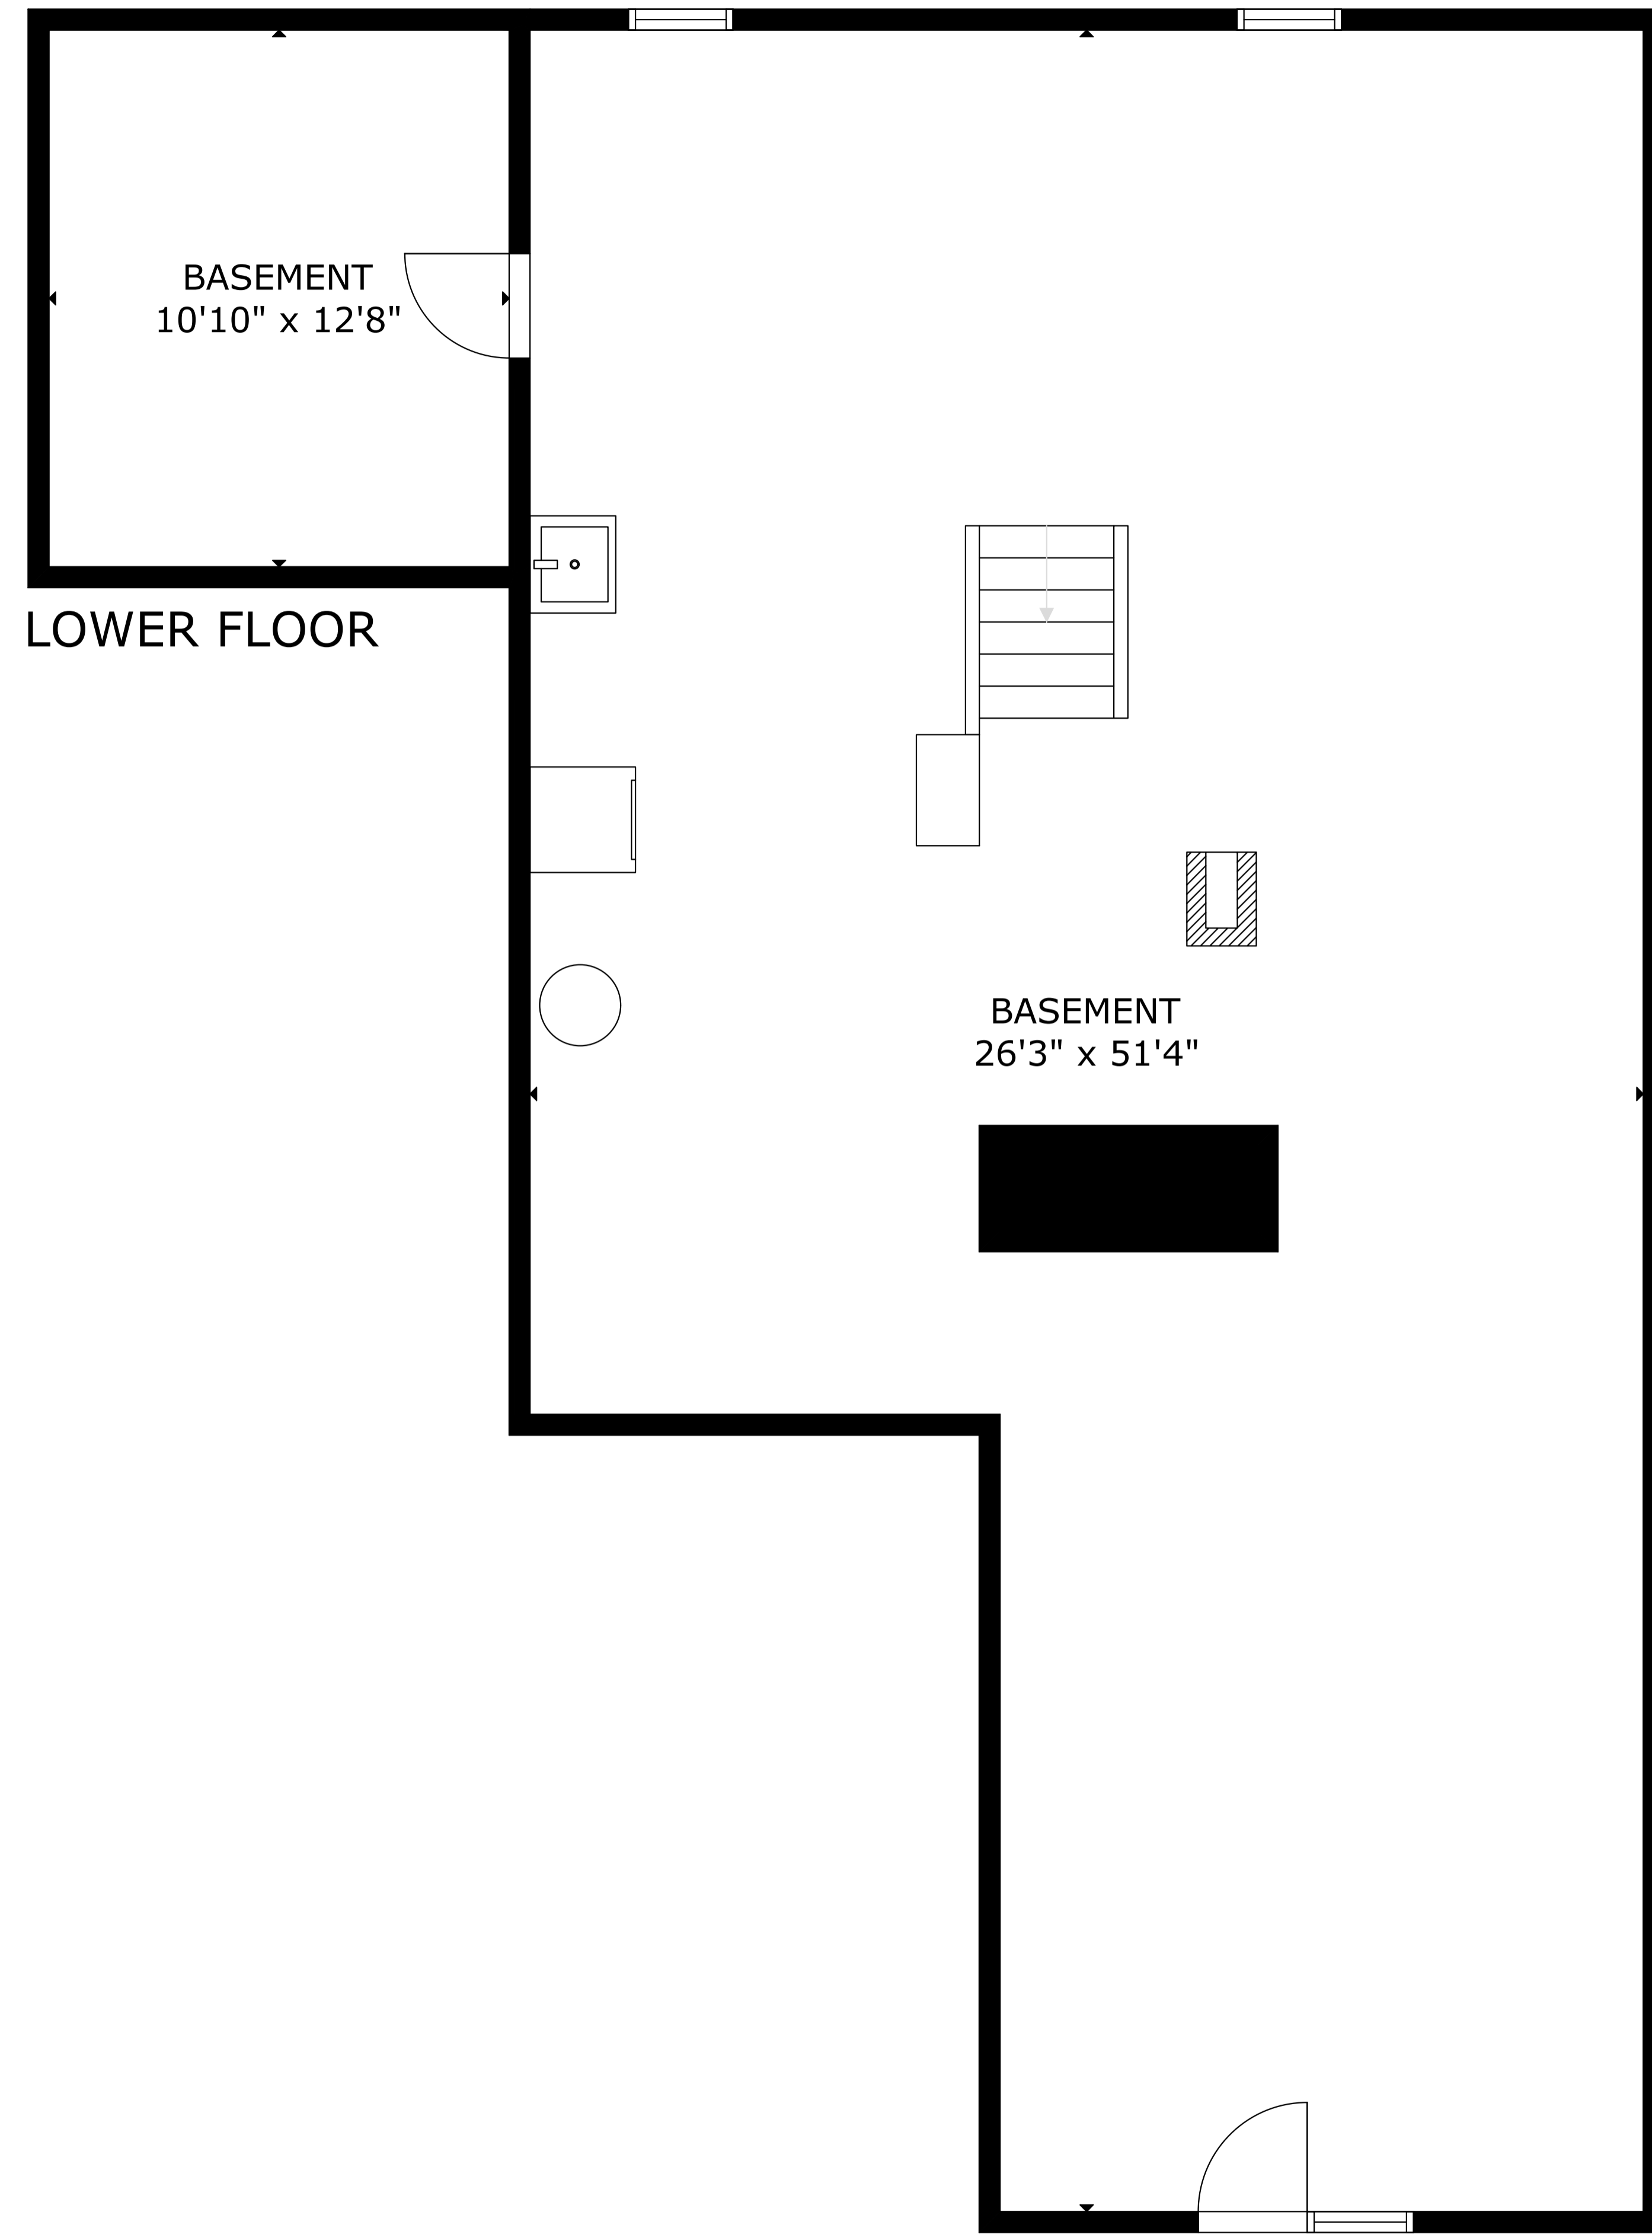 BASEMENT
10'10" x 12'8"
LOWER FLOOR
BASEMENT
26'3" x 51'4"